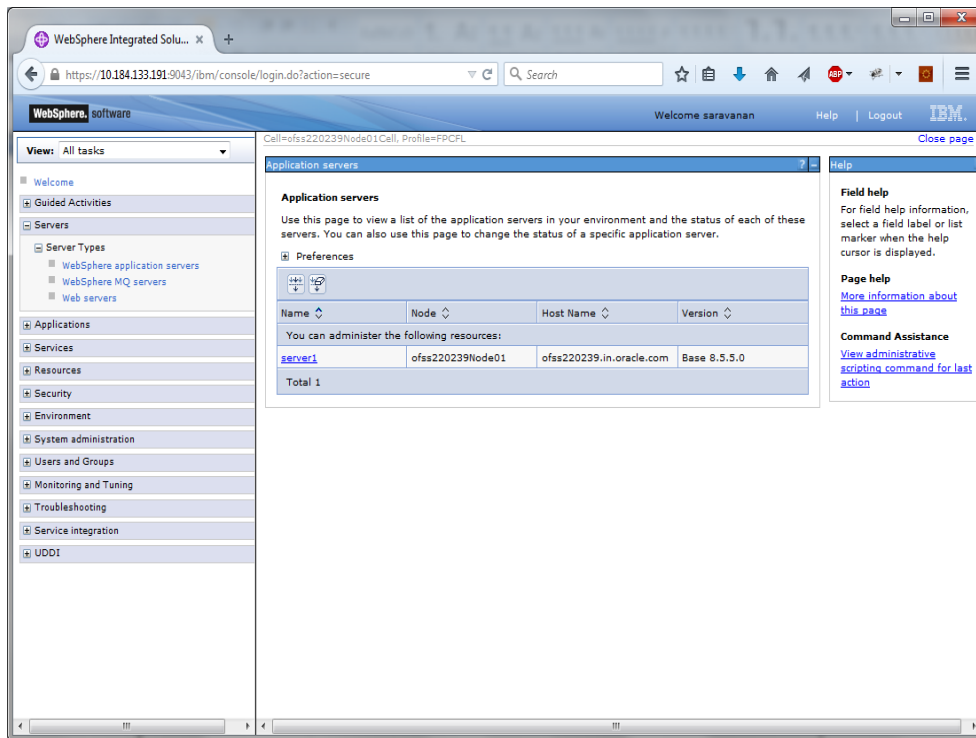 WebSphere Integrated Solu...
https://10.184.133.191:9043/ibm/console/login.do?action=secure
Search
ABP
WebSphere. software
Welcome saravanan
Help | Logout
IBM.
View: All tasks
Welcome
Guided Activities
Servers
Server Types
WebSphere application servers
WebSphere MQ servers
Web servers
Applications
Services
Resources
Security
Environment
System administration
Users and Groups
Monitoring and Tuning
Troubleshooting
Service integration
UDDI
Cell=ofss220239Node01Cell, Profile=FPCFL
Close page
Application servers
? -
Application servers
Use this page to view a list of the application servers in your environment and the status of each of these
servers. You can also use this page to change the status of a specific application server.
Preferences
Name Node Host Name Version
You can administer the following resources:
server1 ofss220239Node01 ofss220239.in.oracle.com Base 8.5.5.0
Total 1
Help
Field help
For field help information,
select a field label or list
marker when the help
cursor is displayed.
Page help
More information about
this page
Command Assistance
View administrative
scripting command for last
action